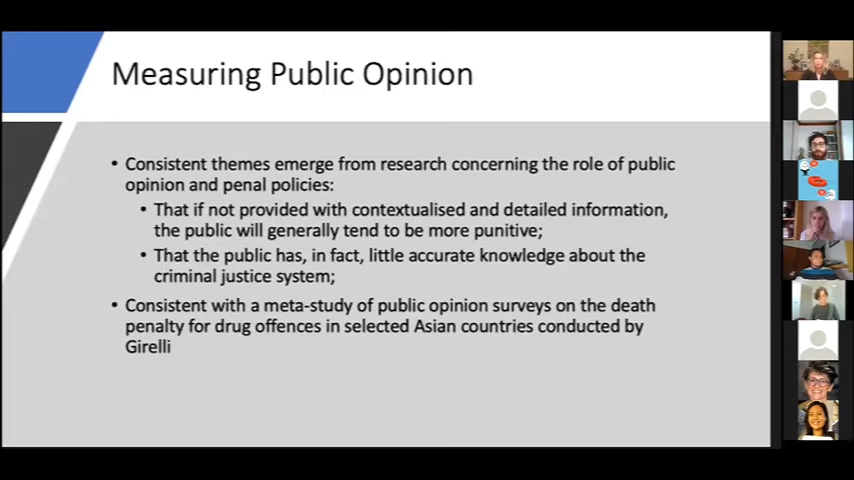 Measuring Public Opinion
• Consistent themes emerge from research concerning the role of public
opinion and penal policies:
• That if not provided with contextualised and detailed information,
the public will generally tend to be more punitive;
• That the public has, in fact, little accurate knowledge about the
criminal justice system;
• Consistent with a meta-study of public opinion surveys on the death
penalty for drug offences in selected Asian countries conducted by
Girelli